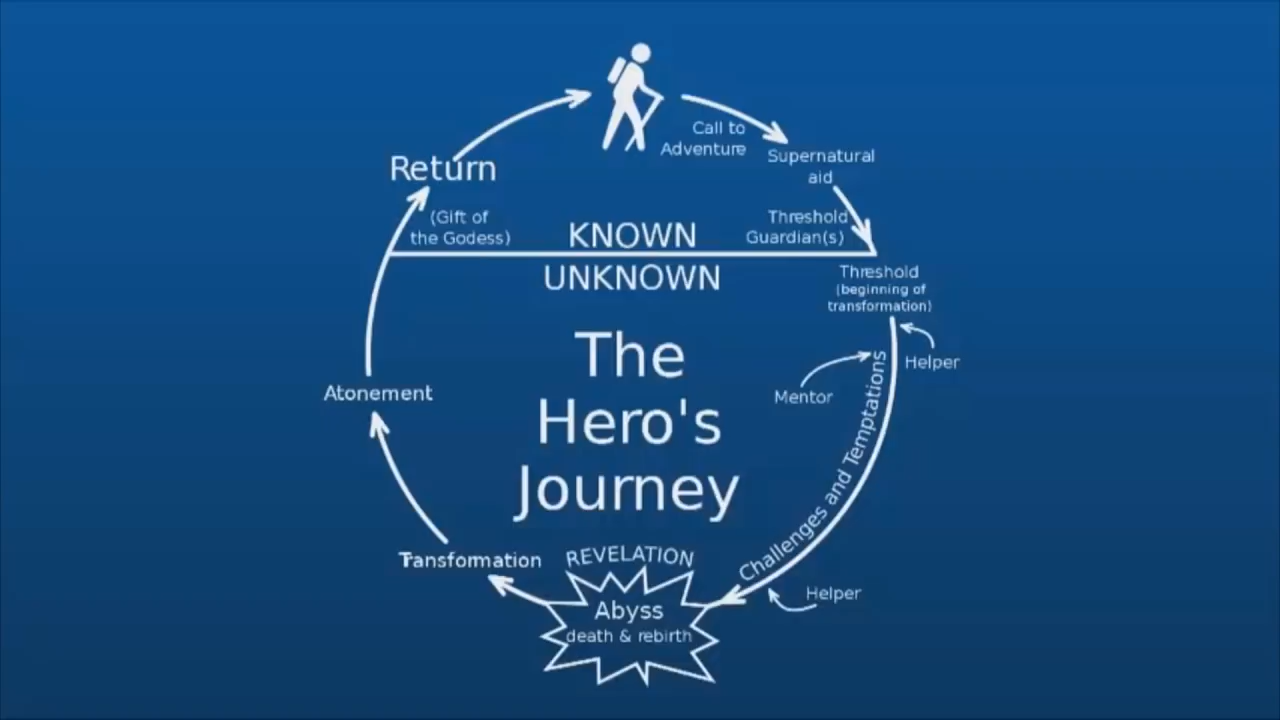 Call to
Adventure
Supernatural
aid
Return
(Gift of
the Godess)
KNOWN
Threshold
Guardian(s)
UNKNOWN
Threshold
(beginning of
transformation)
Helper
Mentor
Challenges and Temptations
The
Hero's
Journey
Atonement
Transformation
REVELATION
Abyss
death & rebirth
Helper